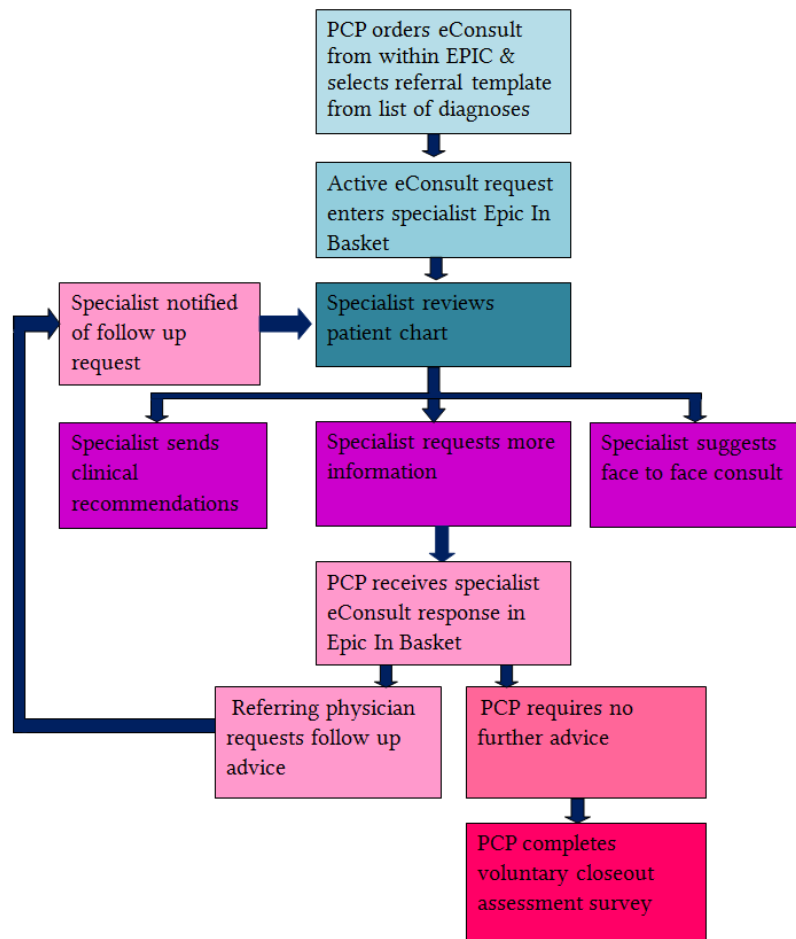 PCP orders eConsult
from within EPIC &
selects referral template
from list of diagnoses
Active eConsult request
enters specialist Epic In
Basket
Specialist notified
of follow up
request
Specialist reviews
patient chart
Specialist sends
clinical
recommendations
Specialist requests more
information
Specialist suggests
face to face consult
PCP receives specialist
eConsult response in
Epic In Basket
Referring physician
requests follow up
advice
PCP requires no
further advice
PCP completes
voluntary closeout
assessment survey